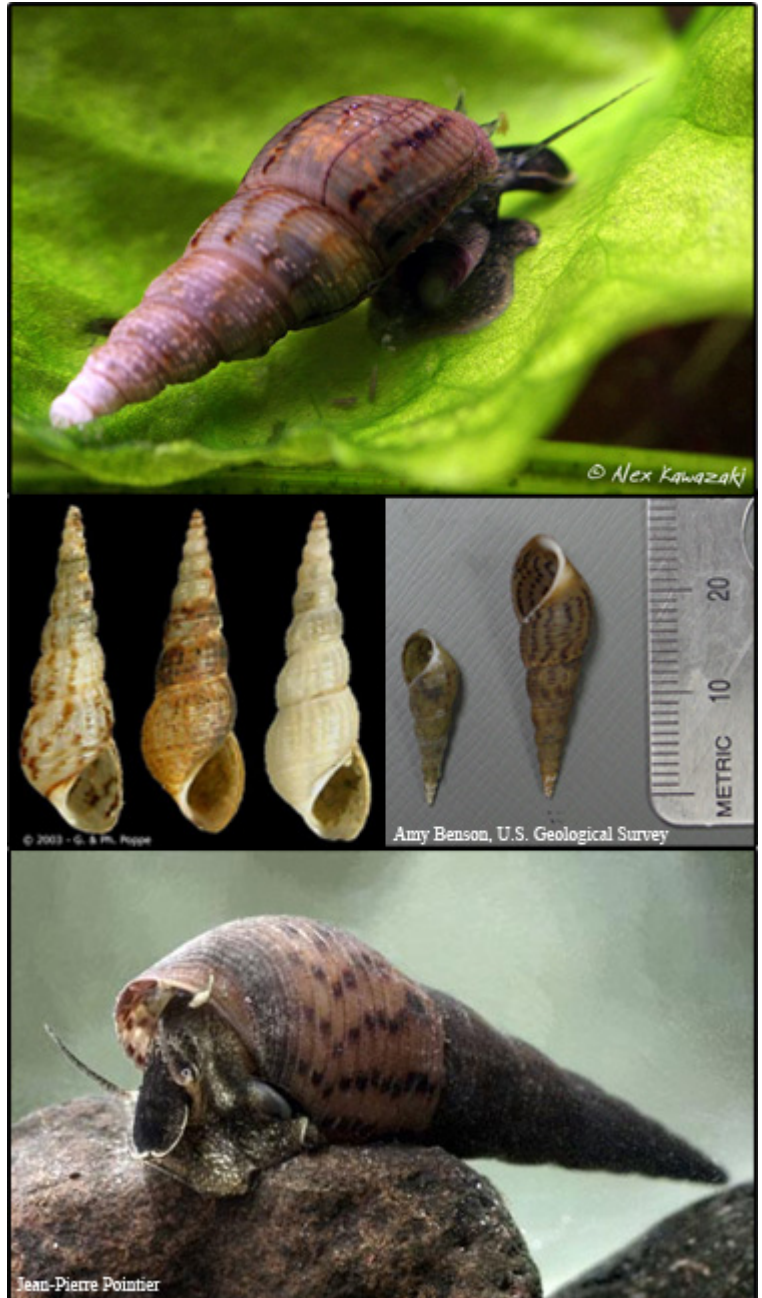 © Alex Kawazaki
© 2003 - G. & Ph. Poppe
Amy Benson, U.S. Geological Survey
20
10
METRIC
Jean-Pierre Pointier